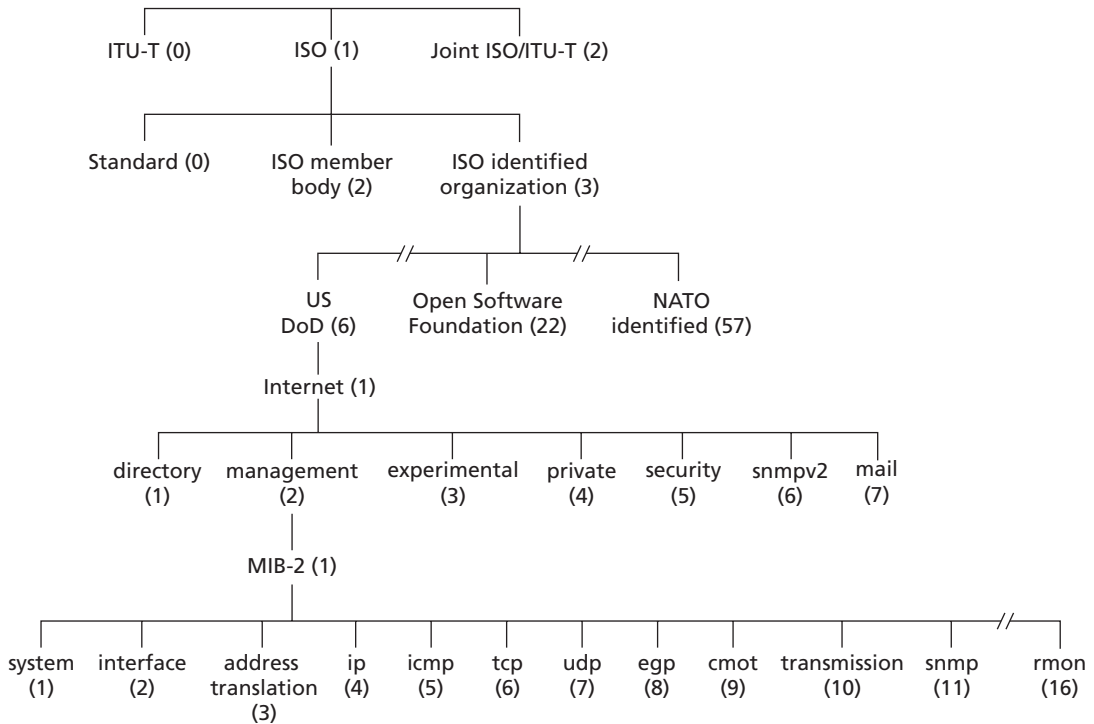 ITU-T (0) ISO (1) Joint ISO/ITU-T (2)
Standard (0)
ISO member
body (2)
ISO identified
organization (3)
US
DoD (6)
Open Software
Foundation (22)
NATO
identified (57)
Internet (1)
directory
(1)
management
(2)
experimental
(3)
private
(4)
security
(5)
snmpv2
(6)
mail
(7)
MIB-2 (1)
system
(1)
interface
(2)
address
translation
(3)
ip
(4)
icmp
(5)
tcp
(6)
udp
(7)
egp
(8)
cmot
(9)
transmission
(10)
snmp
(11)
rmon
(16)